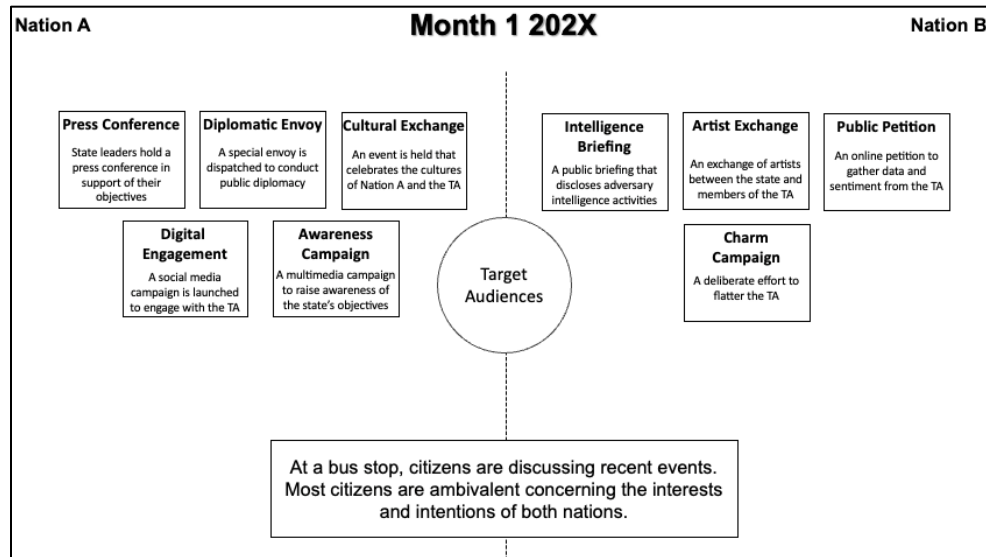 Nation A
Month 1 202X
Nation B
Press Conference
State leaders hold a
press conference in
support of their
objectives
Diplomatic Envoy
A special envoy is
dispatched to conduct
public diplomacy
Cultural Exchange
An event is held that
celebrates the cultures
of Nation A and the TA
Intelligence
Briefing
A public briefing that
discloses adversary
intelligence activities
Artist Exchange
An exchange of artists
between the state and
members of the TA
Public Petition
An online petition to
gather data and
sentiment from the TA
Digital
Engagement
A social media
campaign is launched
to engage with the TA
Awareness
Campaign
A multimedia campaign
to raise awareness of
the state's objectives
Target
Audiences
Charm
Campaign
A deliberate effort to
flatter the TA
At a bus stop, citizens are discussing recent events.
Most citizens are ambivalent concerning the interests
and intentions of both nations.